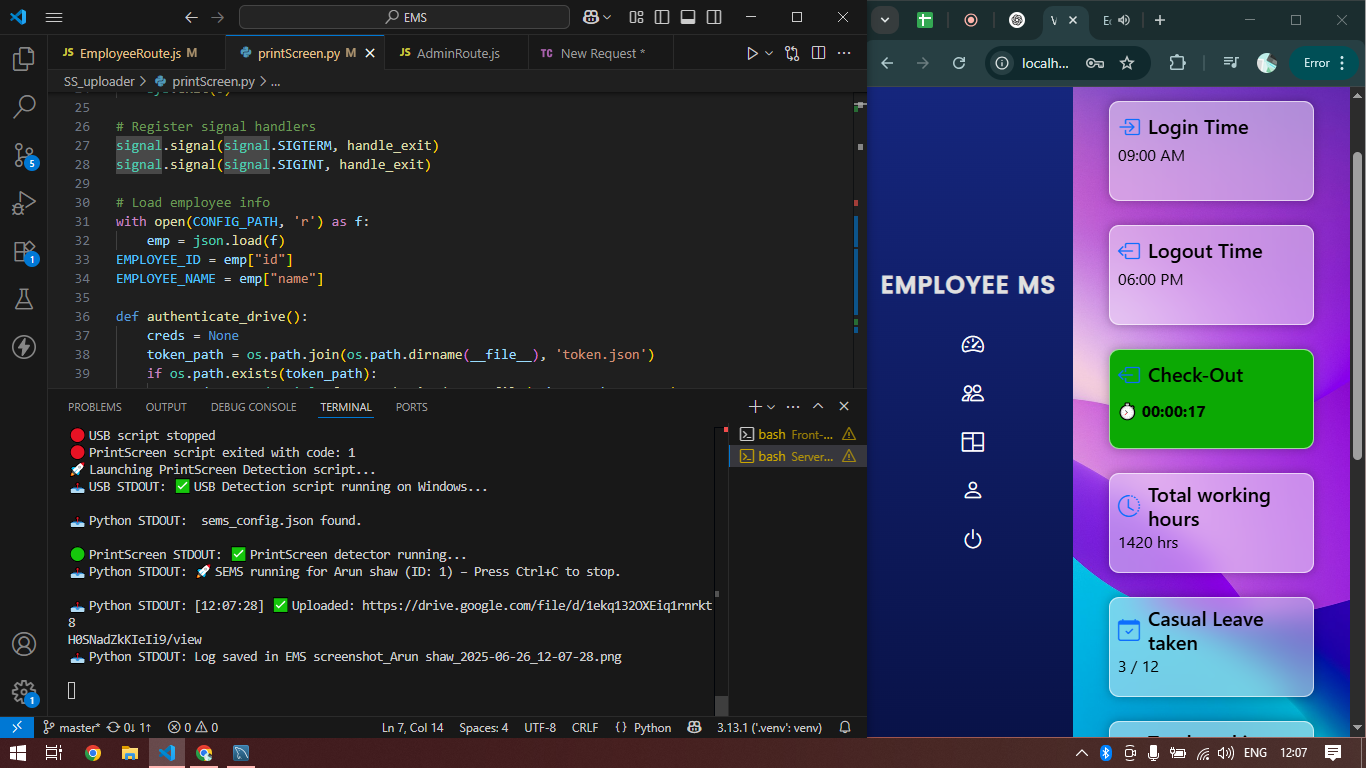 EMS
EmployeeRoute.js M
printScreen.py M
JS AdminRoute.js
TC New Request *
SS_uploader > printScreen.py > ...
25
26 # Register signal handlers
27 signal.signal(signal.SIGTERM, handle_exit)
28 signal.signal(signal.SIGINT, handle_exit)
29
30 # Load employee info
31 with open(CONFIG_PATH, 'r') as f:
32 emp = json.load(f)
33 EMPLOYEE_ID = emp["id"]
34 EMPLOYEE_NAME = emp["name"]
35
36 def authenticate_drive():
37 creds = None
38 token_path = os.path.join(os.path.dirname(__file__), 'token.json')
39 if os.path.exists(token_path):
PROBLEMS OUTPUT DEBUG CONSOLE TERMINAL PORTS
🔴 USB script stopped
🔴 PrintScreen script exited with code: 1
🚀 Launching PrintScreen Detection script...
📤 USB STDOUT: ✅ USB Detection script running on Windows...
📤 Python STDOUT: sems_config.json found.
🟢 PrintScreen STDOUT: ✅ PrintScreen detector running...
📤 Python STDOUT: 🚀 SEMS running for Arun shaw (ID: 1) – Press Ctrl+C to stop.
📤 Python STDOUT: [12:07:28] ✅ Uploaded: https://drive.google.com/file/d/1ekq132OXEiq1rnrkt
8
H0SNadZkKIeIi9/view
📤 Python STDOUT: Log saved in EMS screenshot_Arun shaw_2025-06-26_12-07-28.png
bash Front-...
bash Server...
5
1
1
master* 0↓ 1↑ 0 0 Ln 7, Col 14 Spaces: 4 UTF-8 CRLF {} Python 3.13.1 ('.venv': venv)
localh...
Error
EMPLOYEE MS
Login Time
09:00 AM
Logout Time
06:00 PM
Check-Out
00:00:17
Total working
hours
1420 hrs
Casual Leave
taken
3 / 12
ENG 12:07